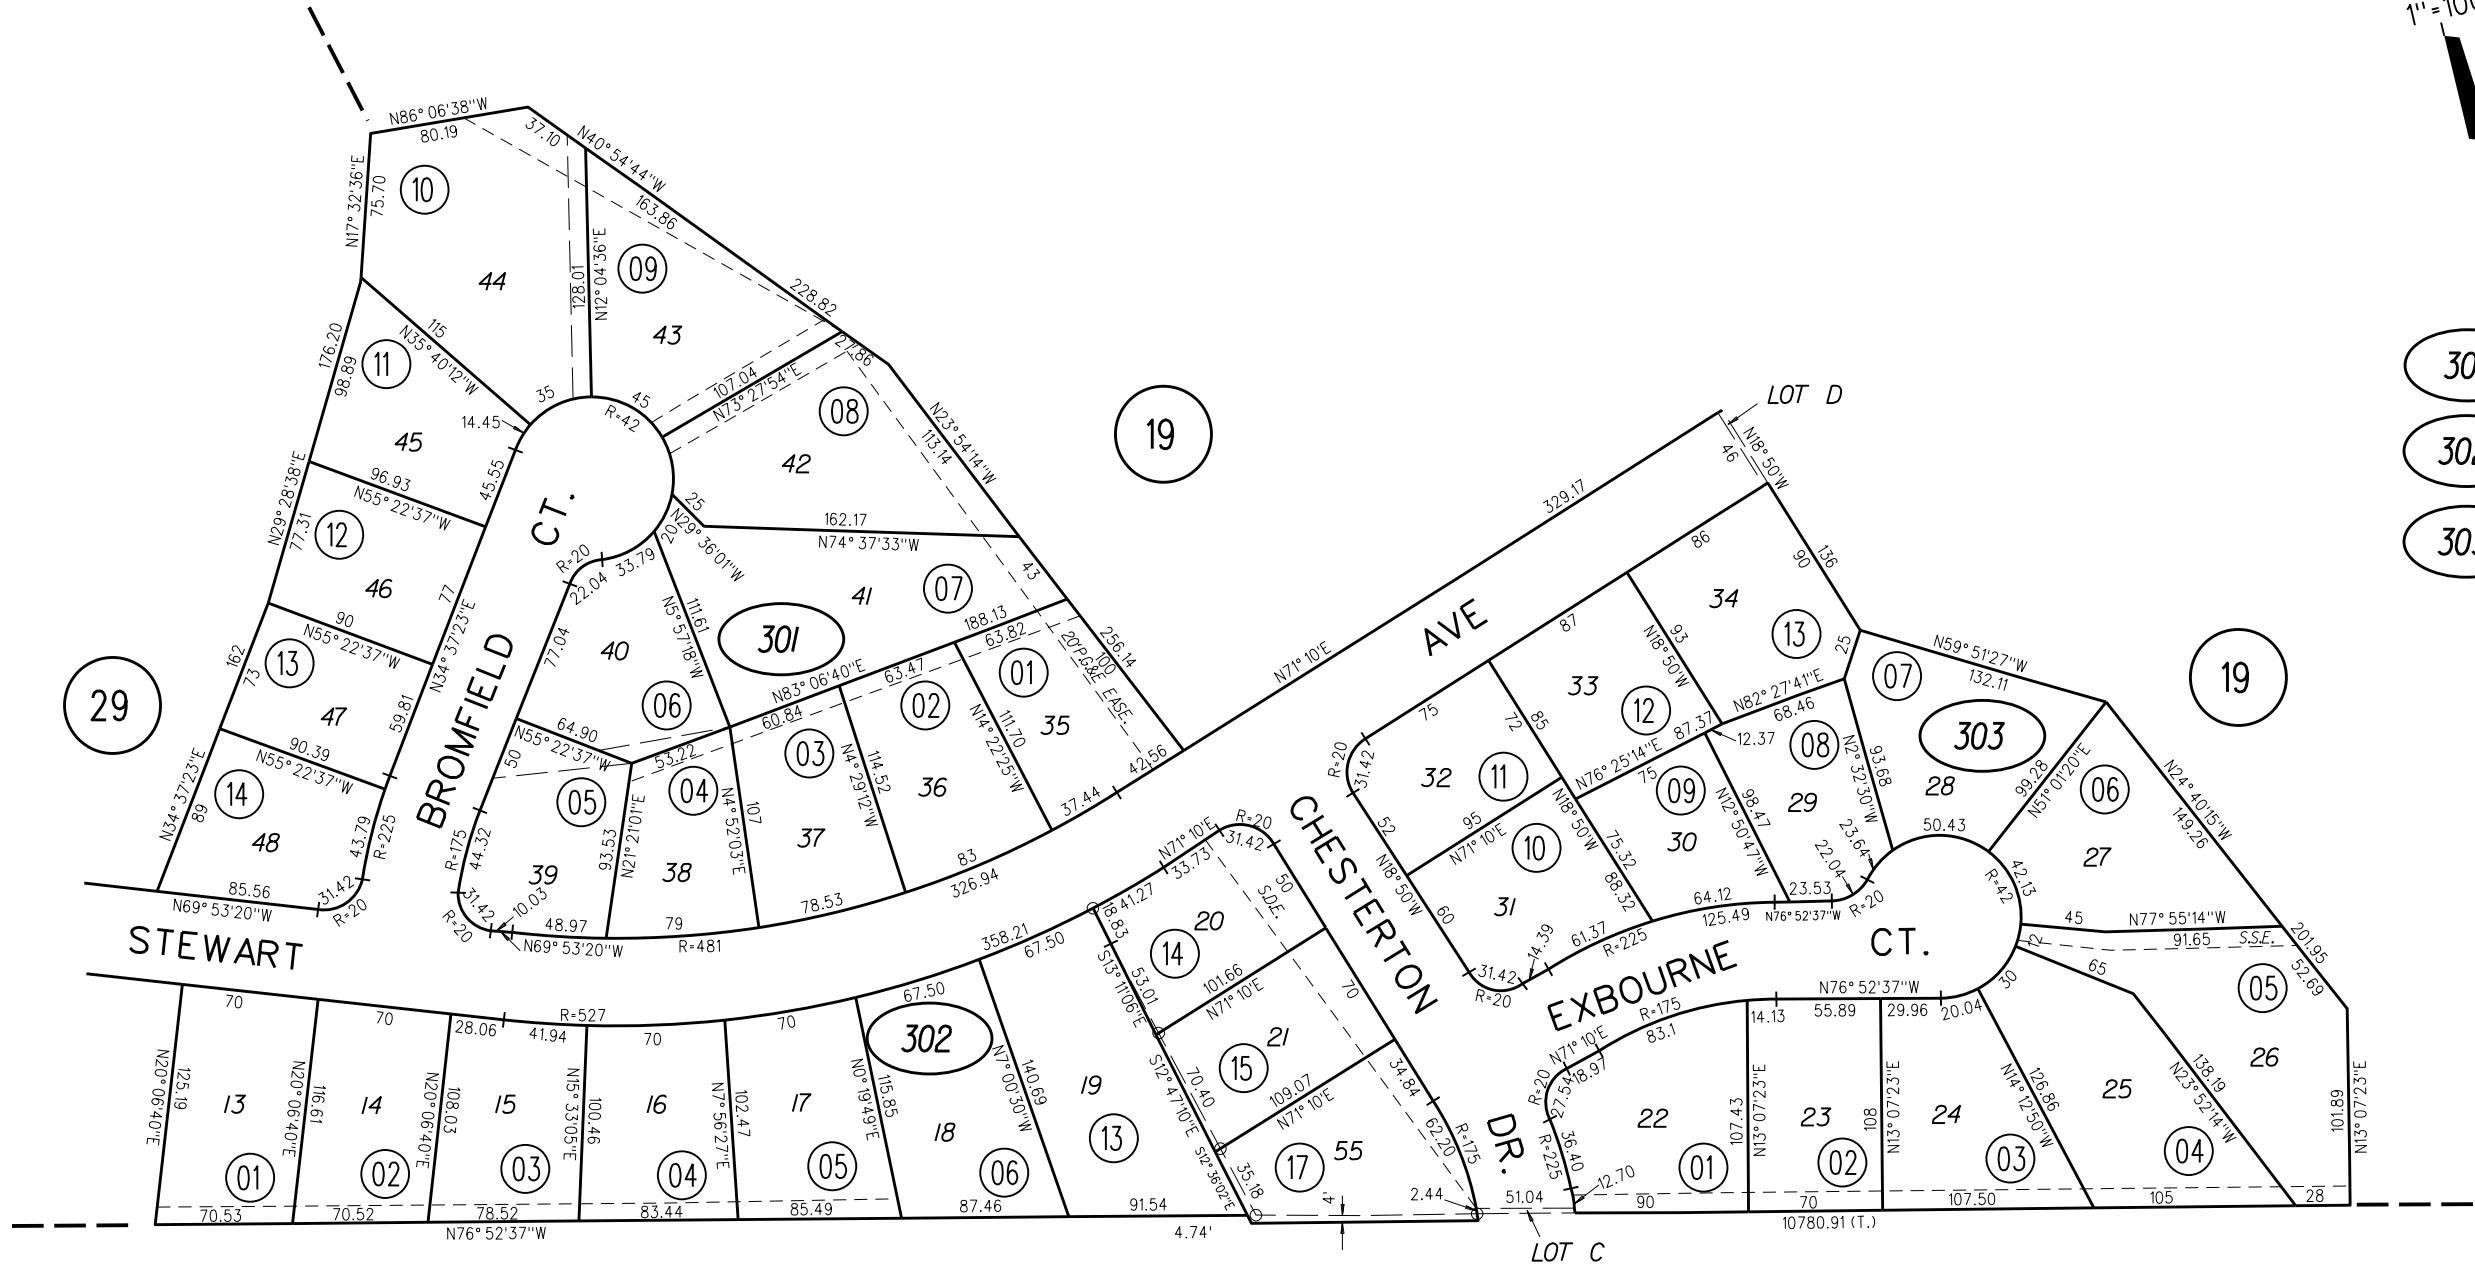 1"=10
N86° 06'38"W
80.19
37.10
N40° 54'44"W
163.86
228.82
27.86
N17° 32'36"E
75.70
10
44
128.01
N12° 04'36"E
09
43
107.04
N73° 27'54"E
115
N35° 40'12"W
176.20
98.89
11
45
14.45
35
45
R=42
08
42
N23° 54'14"W
113.14
19
N29° 28'38"E
96.93
N55° 22'37"W
45.55
77.31
12
46
CT.
25
N29° 36'01"W
162.17
N74° 37'33"W
43
R=20
22.04
33.79
20
41
07
188.13
63.82
256.14
100
20' P.G.&E. EASE.
90
N55° 22'37"W
77
N34° 37'23"E
162
73
13
47
59.81
BROMFIELD
77.04
40
N5° 57'18"W
111.61
301
06
N83° 06'40"E
60.84
63.47
29
90.39
N55° 22'37"W
N34° 37'23"E
89
14
48
43.79
R=225
64.90
N55° 22'37"W
50
53.22
05
39
R=175
44.32
93.53
N21° 21'01"E
04
38
N4° 52'03"E
107
03
37
N4° 29'12"W
114.52
02
36
N14° 22'25"W
111.70
01
35
42.56
37.44
85.56
N69° 53'20"W
31.42
R=20
31.42
R=20
10.03
48.97
N69° 53'20"W
79
R=481
78.53
83
326.94
STEWART
AVE
N71° 10'E
329.17
LOT D
46
N18° 50'W
136
90
86
34
13
25
87
93
N18° 50'W
33
12
N82° 27'41"E
68.46
87.37
12.37
N76° 25'14"E
75
75
72
85
R=20
31.42
32
11
52
95
N71° 10'E
N18° 50'W
60
10
31
N18° 50'W
75.32
88.32
09
30
N12° 50'47"W
98.47
08
29
N2° 32'30"W
93.68
07
N59° 51'27"W
132.11
303
28
99.28
N51° 01'20"E
19
06
27
N24° 40'15"W
149.26
23.64
22.04
R=20
50.43
42.13
R=42
64.12
125.49
23.53
N76° 52'37"W
61.37
R=225
14.39
31.42
R=20
EXBOURNE
CT.
45
N77° 55'14"W
91.65
S.S.E.
12
65
201.95
52.69
05
26
30
20.04
N76° 52'37"W
R=175
83.1
14.13
55.89
29.96
N71° 10'E
18.97
R=20
27.54
36.40
R=225
12.70
22
01
107.43
N13° 07'23"E
23
02
108
N13° 07'23"E
24
03
126.86
N14° 12'50"W
25
04
138.19
N23° 52'14"W
101.89
N13° 07'23"E
90
70
107.50
105
28
10780.91 (T.)
CHESTERTON
DR.
N71° 10'E
33.73
31.42
R=20
41.27
18.83
S.D.E.
50
20
14
S13° 11'06"E
53.01
101.66
N71° 10'E
70
21
15
S12° 47'10"E
70.40
109.07
N71° 10'E
34.84
62.20
R=175
17
55
S12° 36'02"E
35.18
4'
2.44
51.04
LOT C
358.21
67.50
67.50
70
70
28.06
41.94
R=527
70
70
302
N20° 06'40"E
125.19
13
01
70.53
N20° 06'40"E
116.61
14
02
70.52
N20° 06'40"E
108.03
15
03
78.52
N15° 33'05"E
100.46
16
04
83.44
N7° 56'27"E
102.47
17
05
85.49
N0° 19'49"E
115.85
18
06
87.46
N7° 00'30"W
140.69
19
13
91.54
4.74'
N76° 52'37"W
30
302
30